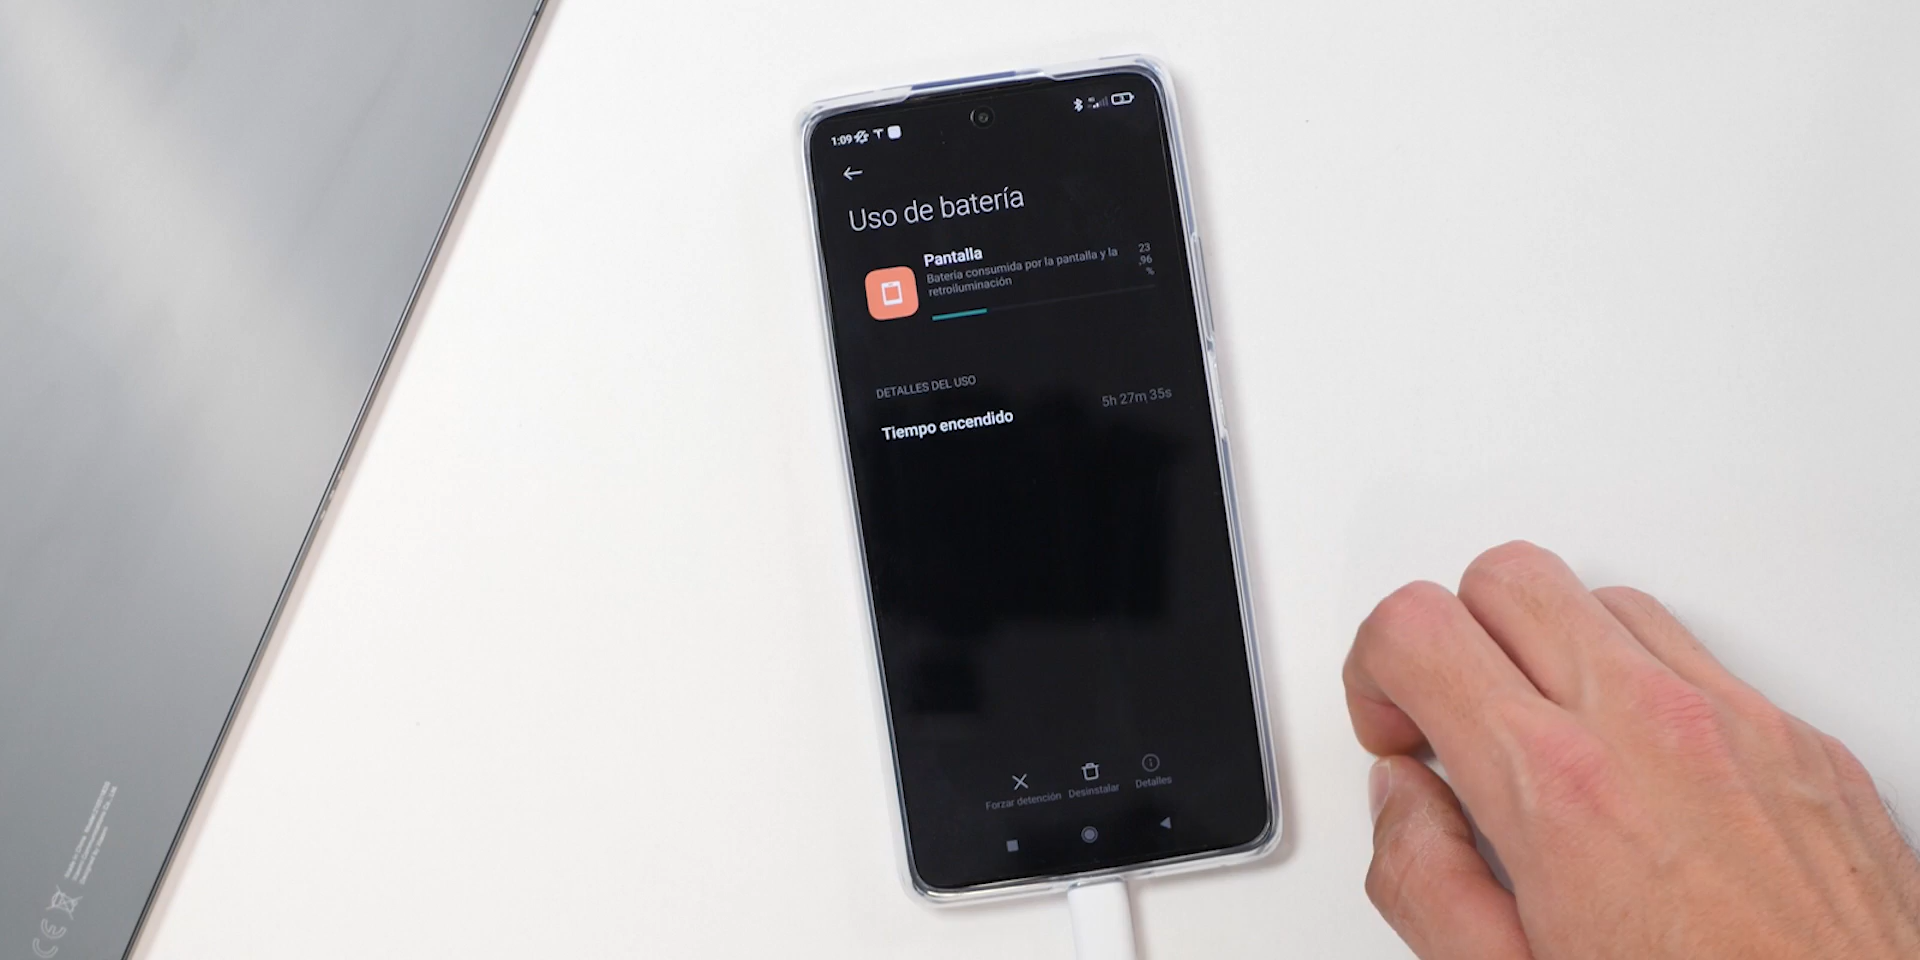 1:09
Uso de batería
Pantalla
Batería consumida por la pantalla y la
retroiluminación
23
.96
%
DETALLES DEL USO
Tiempo encendido
5h 27m 35s
Forzar detención
Desinstalar
Detalles
CE